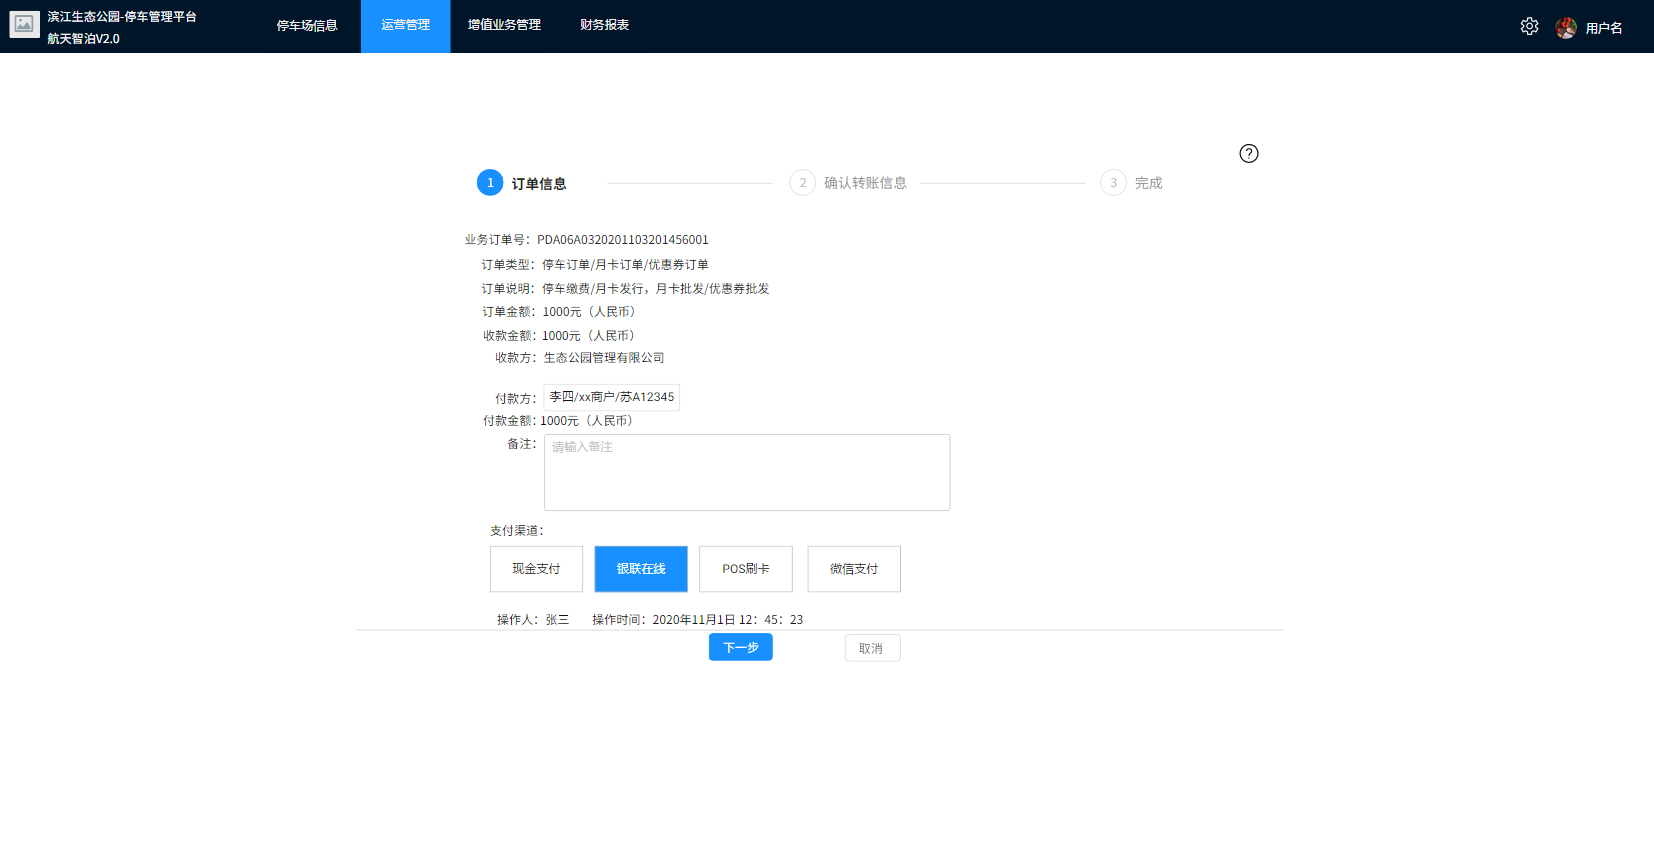 滨江生态公园-停车管理平台
航天智泊V2.0
停车场信息 运营管理 增值业务管理 财务报表 用户名
1 订单信息 2 确认转账信息 3 完成
业务订单号：PDA06A0320201103201456001
订单类型：停车订单/月卡订单/优惠券订单
订单说明：停车缴费/月卡发行，月卡批发/优惠券批发
订单金额：1000元（人民币）
收款金额：1000元（人民币）
收款方：生态公园管理有限公司
付款方：李四/xx商户/苏A12345
付款金额：1000元（人民币）
备注：请输入备注
支付渠道：
现金支付 银联在线 POS刷卡 微信支付
操作人：张三 操作时间：2020年11月1日 12：45：23
下一步 取消